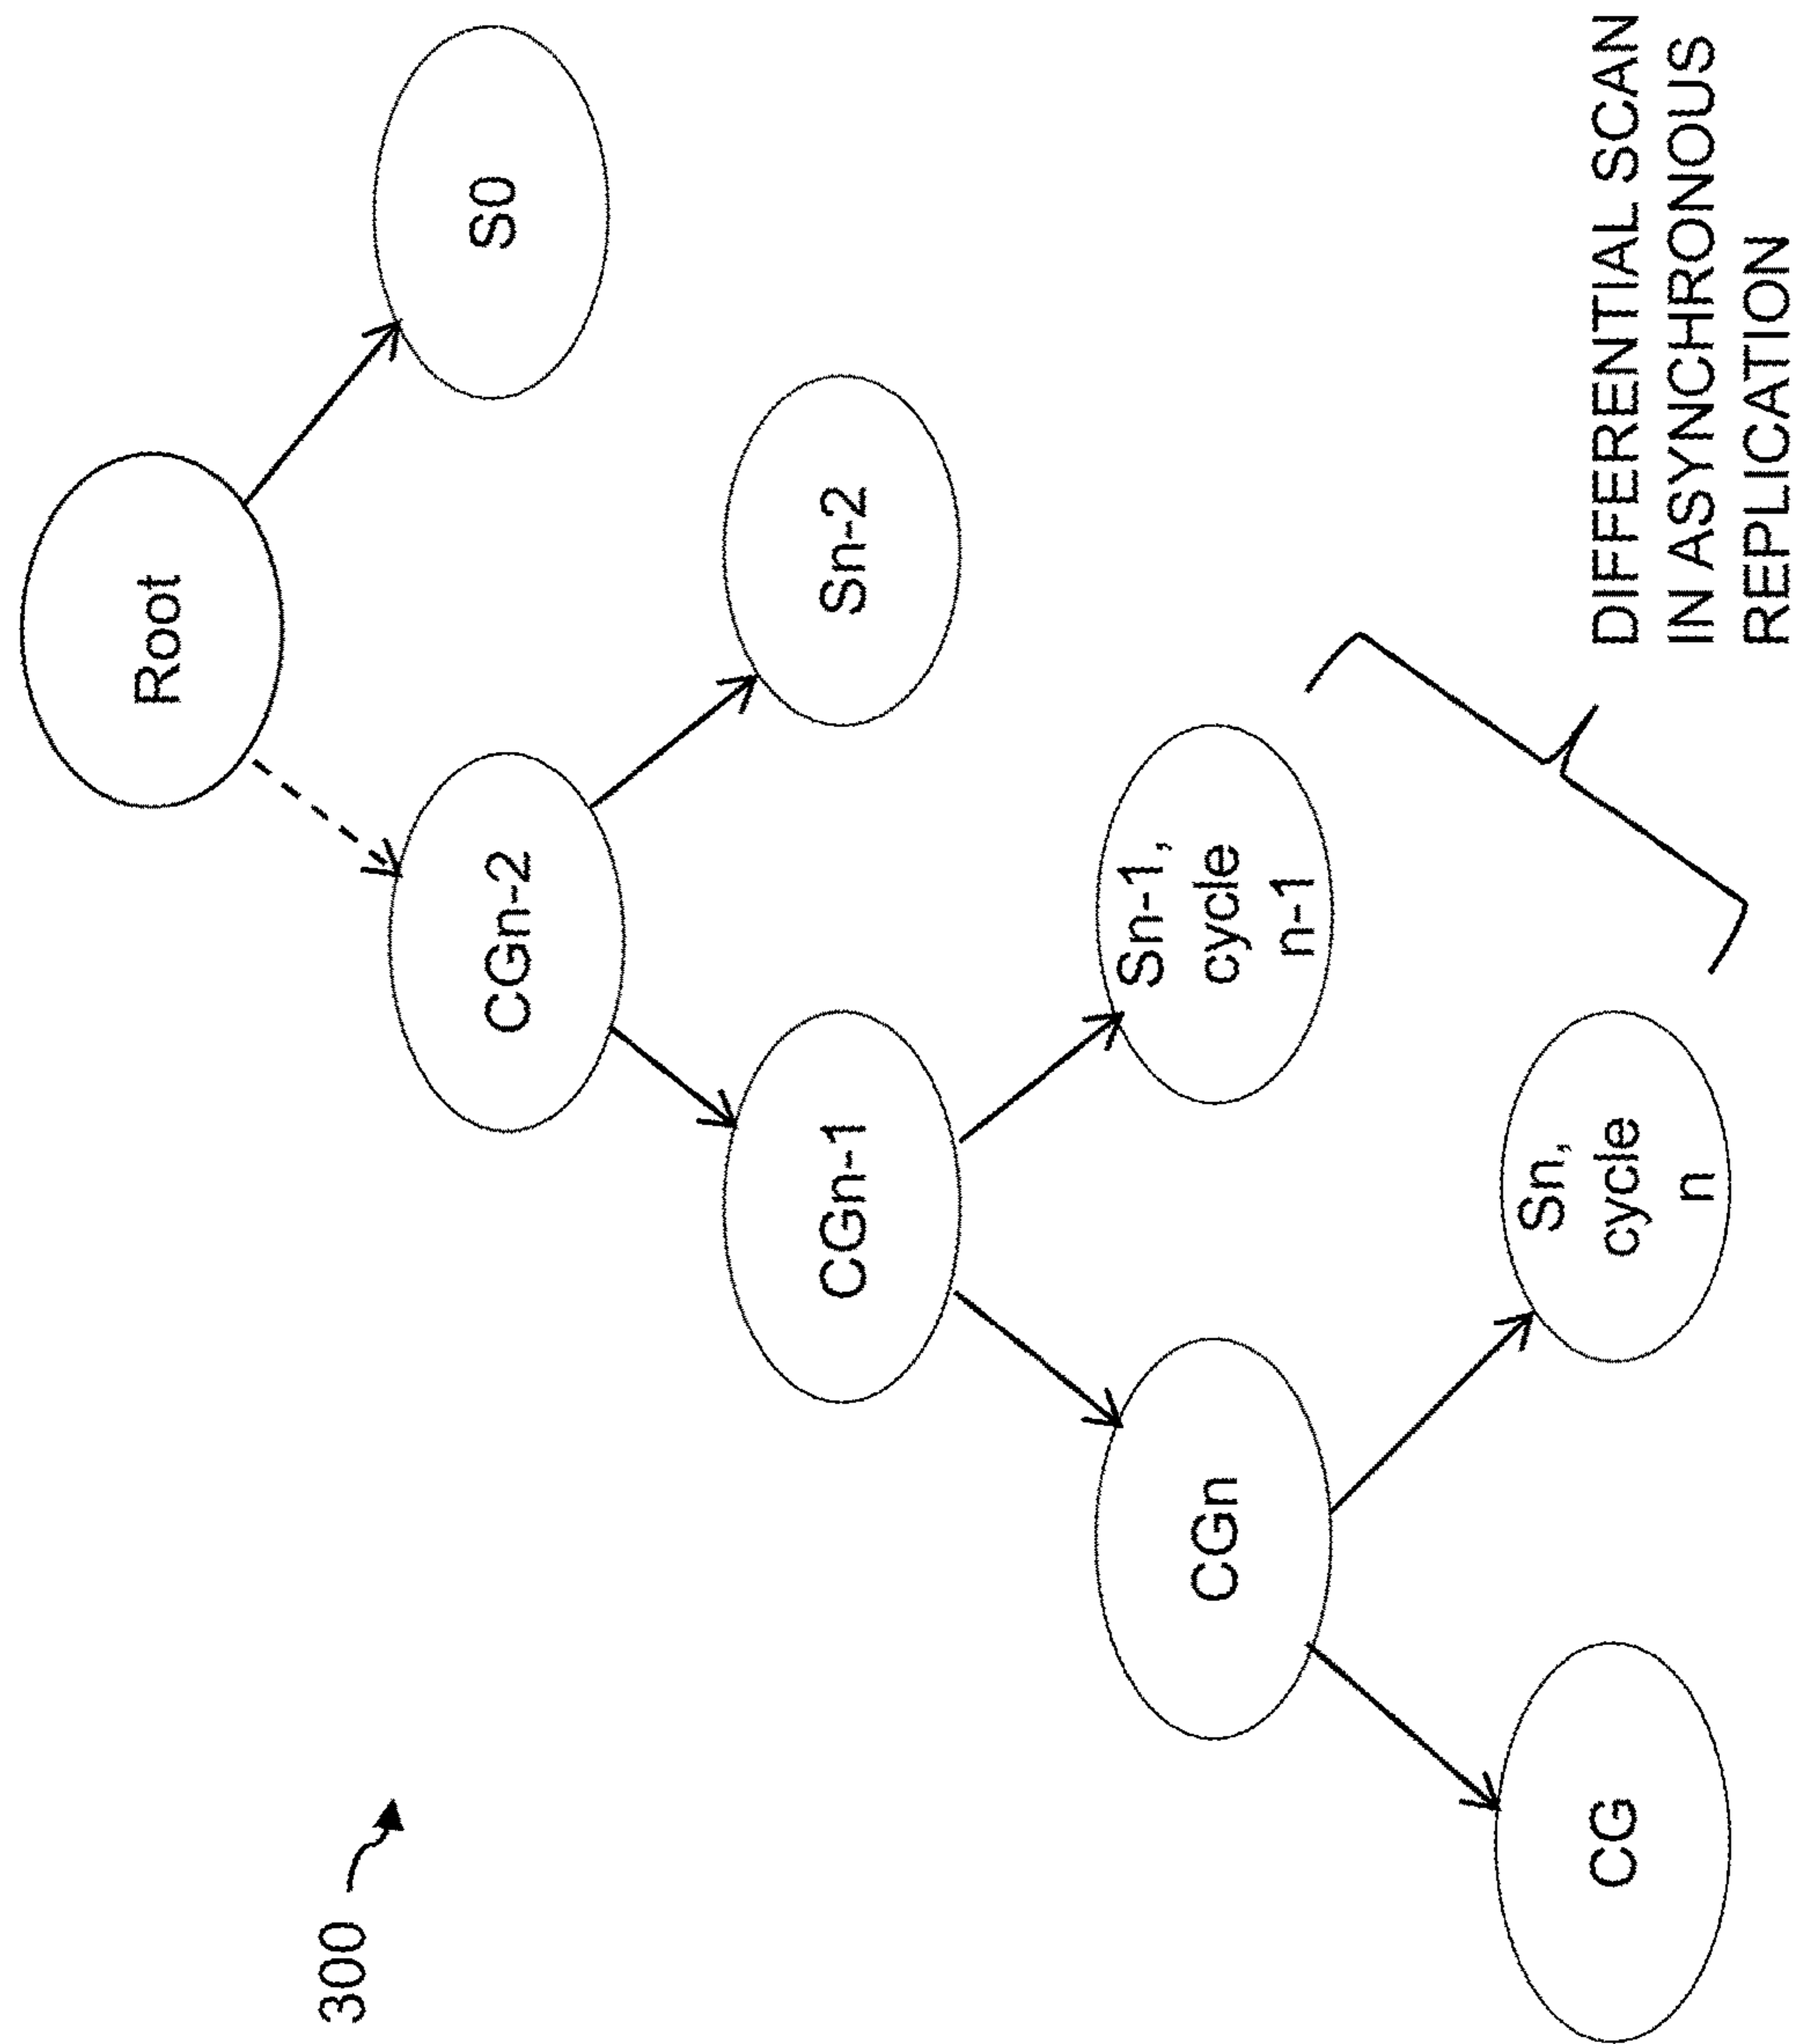 300
Root
S0
CGn-2
Sn-2
CGn-1
Sn-1,
cycle
n-1
CGn
Sn,
cycle
n
CG
DIFFERENTIAL SCAN
IN ASYNCHRONOUS
REPLICATION